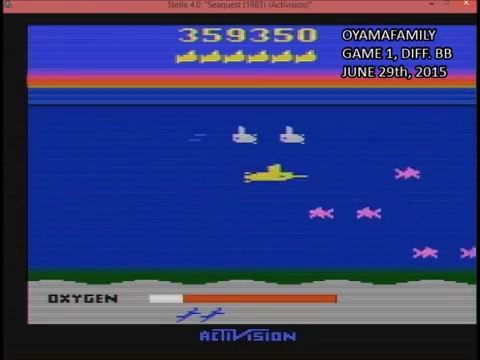 Stella 4.0: "Seaquest (1983) (Activision)"
359350
OYAMAFAMILY
GAME 1, DIFF. BB
JUNE 29th, 2015
OXYGEN
ACTIVISION